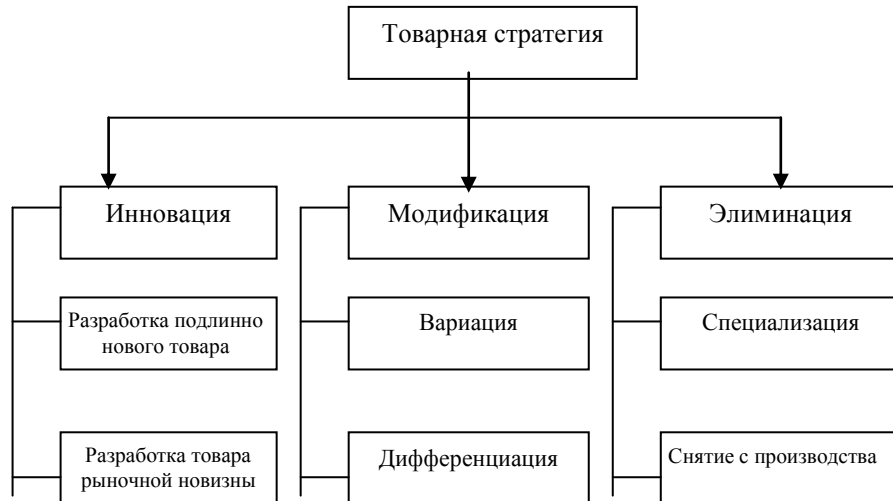 Товарная стратегия
Инновация
Модификация
Элиминация
Разработка подлинно
нового товара
Вариация
Специализация
Разработка товара
рыночной новизны
Дифференциация
Снятие с производства